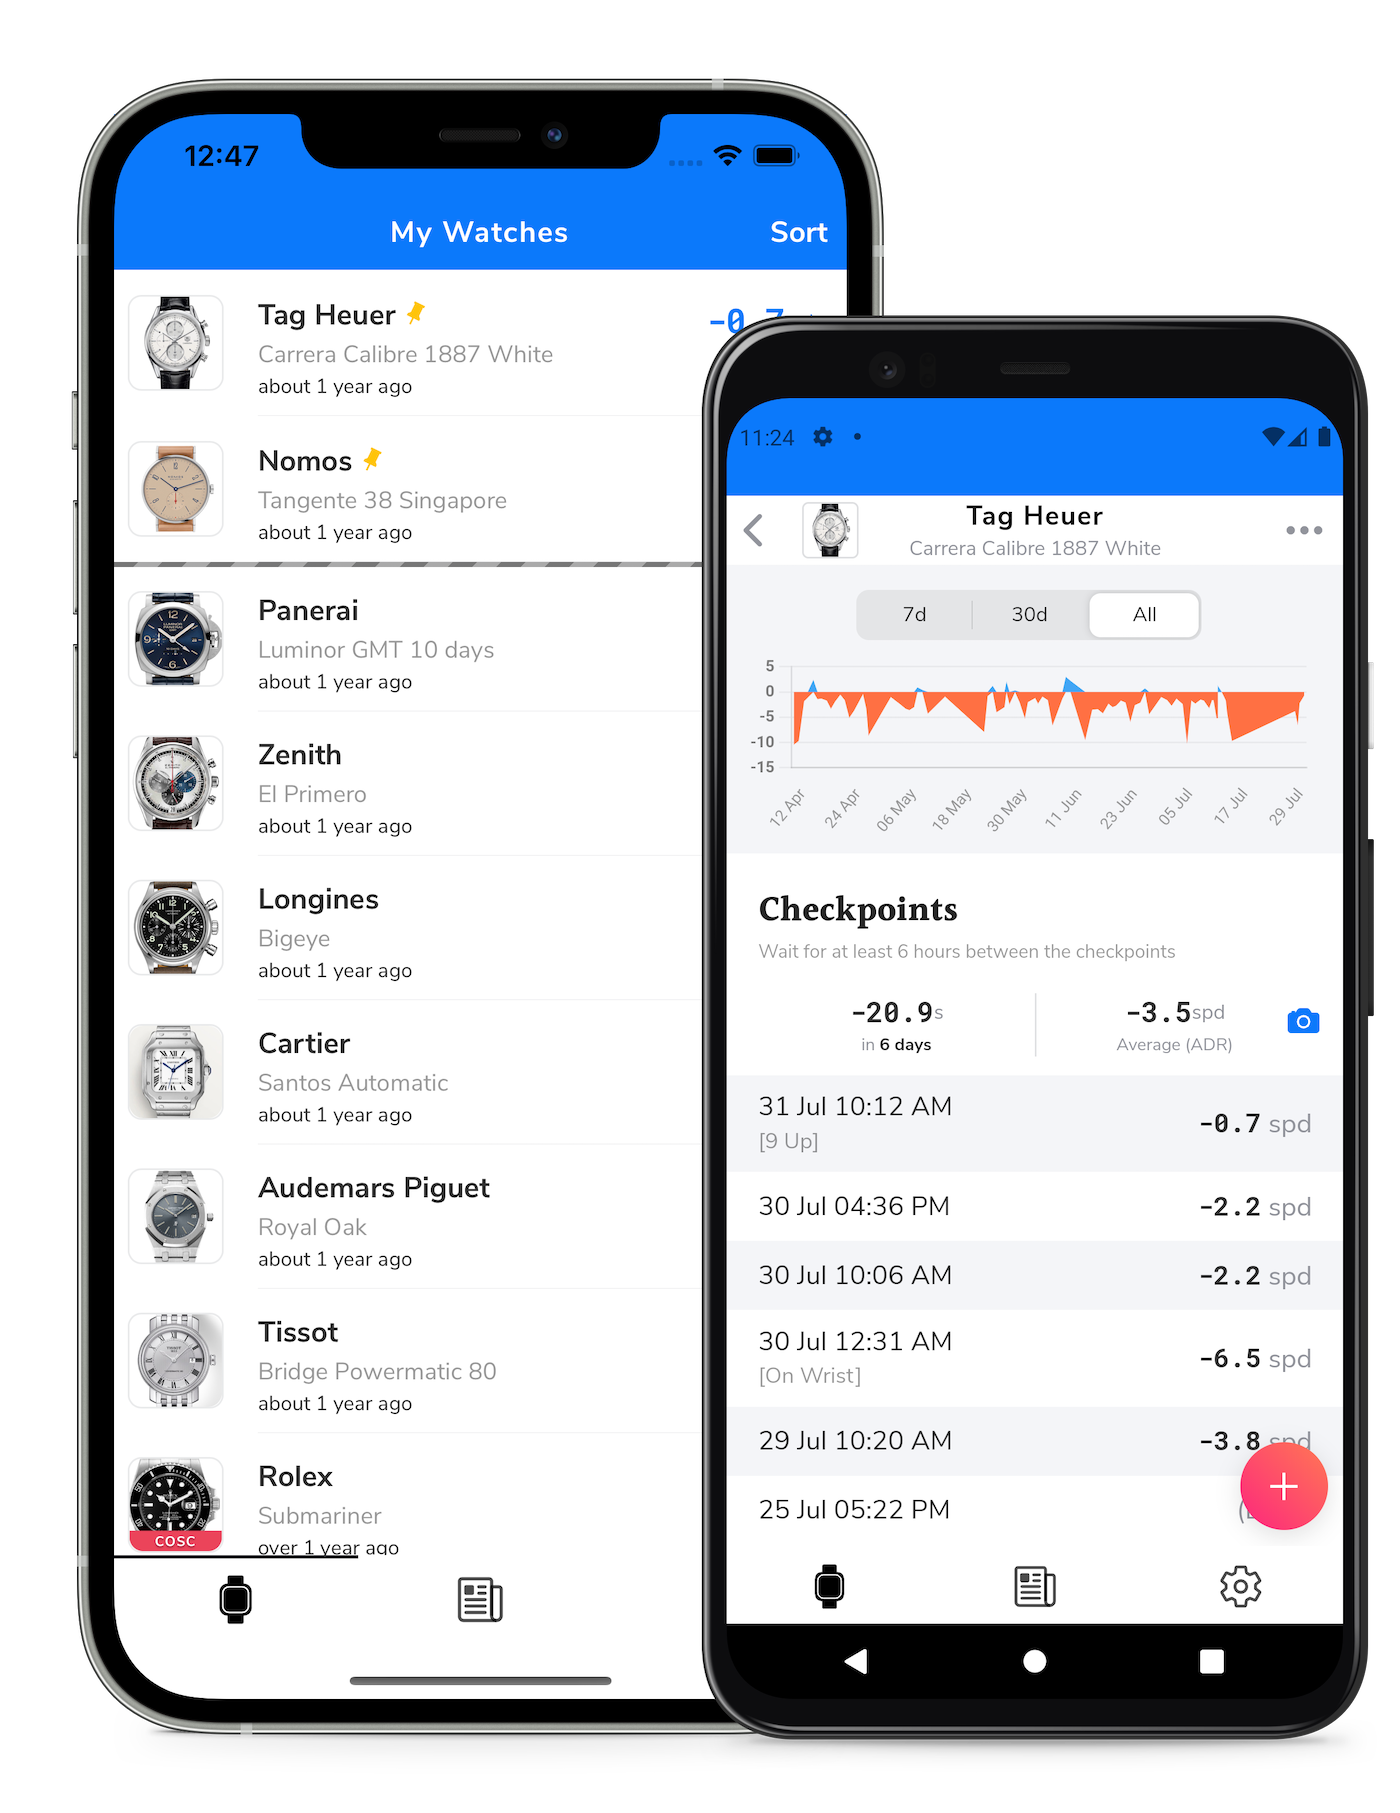 12:47
My Watches
Sort
Tag Heuer
-0.7
Carrera Calibre 1887 White
about 1 year ago
Nomos
Tangente 38 Singapore
about 1 year ago
Panerai
Luminor GMT 10 days
about 1 year ago
Zenith
El Primero
about 1 year ago
Longines
Bigeye
about 1 year ago
Cartier
Santos Automatic
about 1 year ago
Audemars Piguet
Royal Oak
about 1 year ago
Tissot
Bridge Powermatic 80
about 1 year ago
Rolex
Submariner
over 1 year ago
COSC
11:24
Tag Heuer
Carrera Calibre 1887 White
7d 30d All
5
0
-5
-10
-15
12 Apr 24 Apr 06 May 18 May 30 May 11 Jun 23 Jun 05 Jul 17 Jul 29 Jul
Checkpoints
Wait for at least 6 hours between the checkpoints
-20.9s
in 6 days
-3.5spd
Average (ADR)
31 Jul 10:12 AM
[9 Up]
-0.7 spd
30 Jul 04:36 PM
-2.2 spd
30 Jul 10:06 AM
-2.2 spd
30 Jul 12:31 AM
[On Wrist]
-6.5 spd
29 Jul 10:20 AM
-3.8 spd
25 Jul 05:22 PM